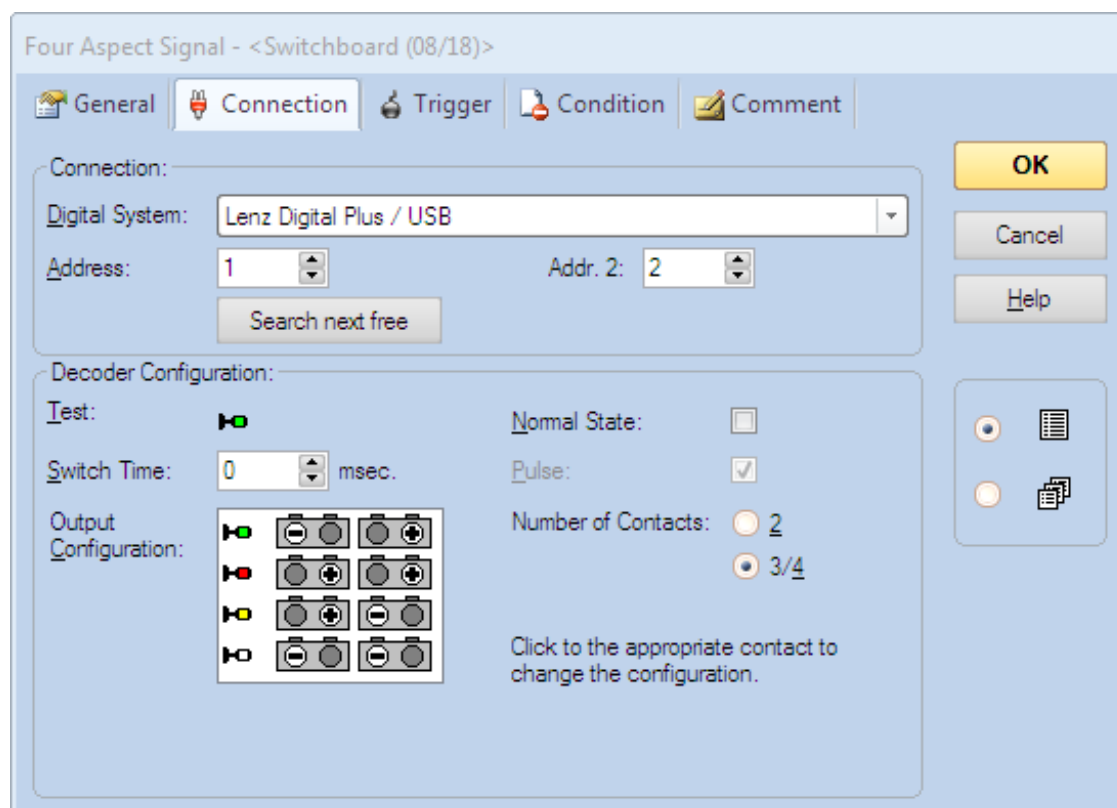 Four Aspect Signal - <Switchboard (08/18)>
General Connection Trigger Condition Comment
Connection:
OK
Digital System: Lenz Digital Plus / USB
Cancel
Address: 1 Addr. 2: 2
Help
Search next free
Decoder Configuration:
Test: Normal State:
Switch Time: 0 msec. Pulse:
Output Configuration:
Number of Contacts: 2
3/4
Click to the appropriate contact to
change the configuration.